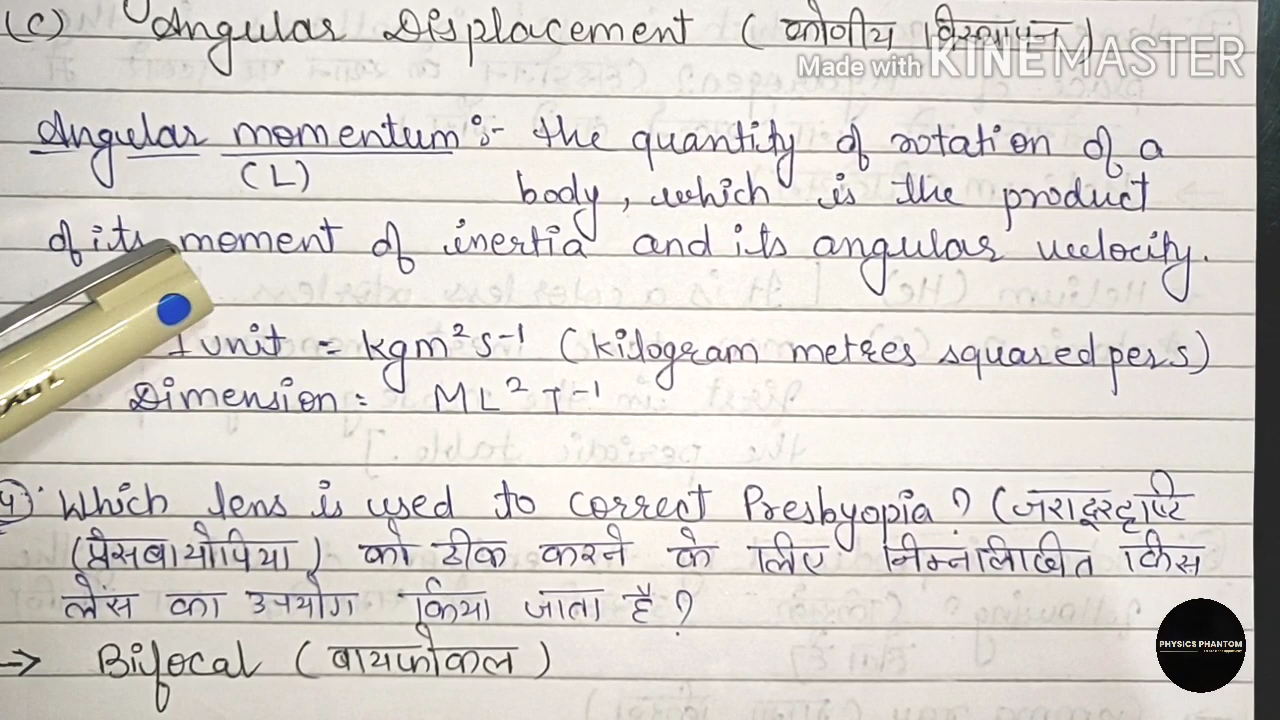 (C) Angular Displacement (कोणीय विस्थापन)
Made with KINEMASTER
Angular momentum :- the quantity of rotation of a
(L) body, which is the product
of its moment of inertia and its angular velocity.
I unit = kgm²s⁻¹ (kilogram metres squared per s)
Dimension = ML²T⁻¹
4) Which lens is used to correct Presbyopia? (जरादूरदृष्टि
(प्रेसबायोपिया) को ठीक करने के लिए निम्नलिखित किस
लेंस का उपयोग किया जाता है?
PHYSICS PHANTOM
→ Bifocal (बायफोकल)